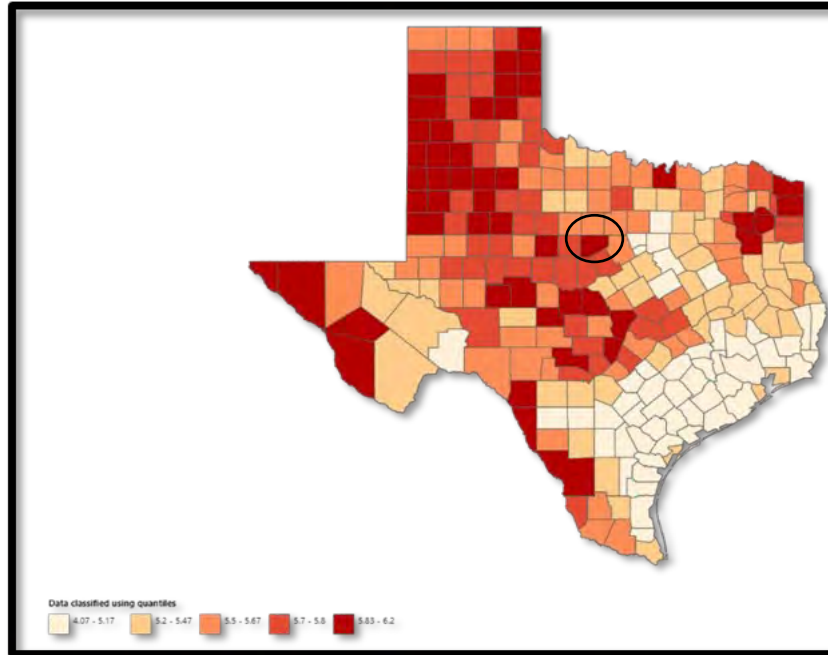 Data classified using quantiles
4.07 - 5.17 5.2 - 5.47 5.5 - 5.67 5.7 - 5.8 5.83 - 6.2